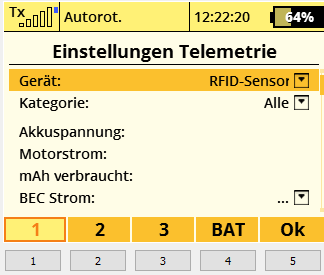 Tx Autorot. 12:22:20 64%
Einstellungen Telemetrie
Gerät: RFID-Sensor
Kategorie: Alle
Akkuspannung:
Motorstrom:
mAh verbraucht:
BEC Strom: ...
1 2 3 BAT Ok
1 2 3 4 5